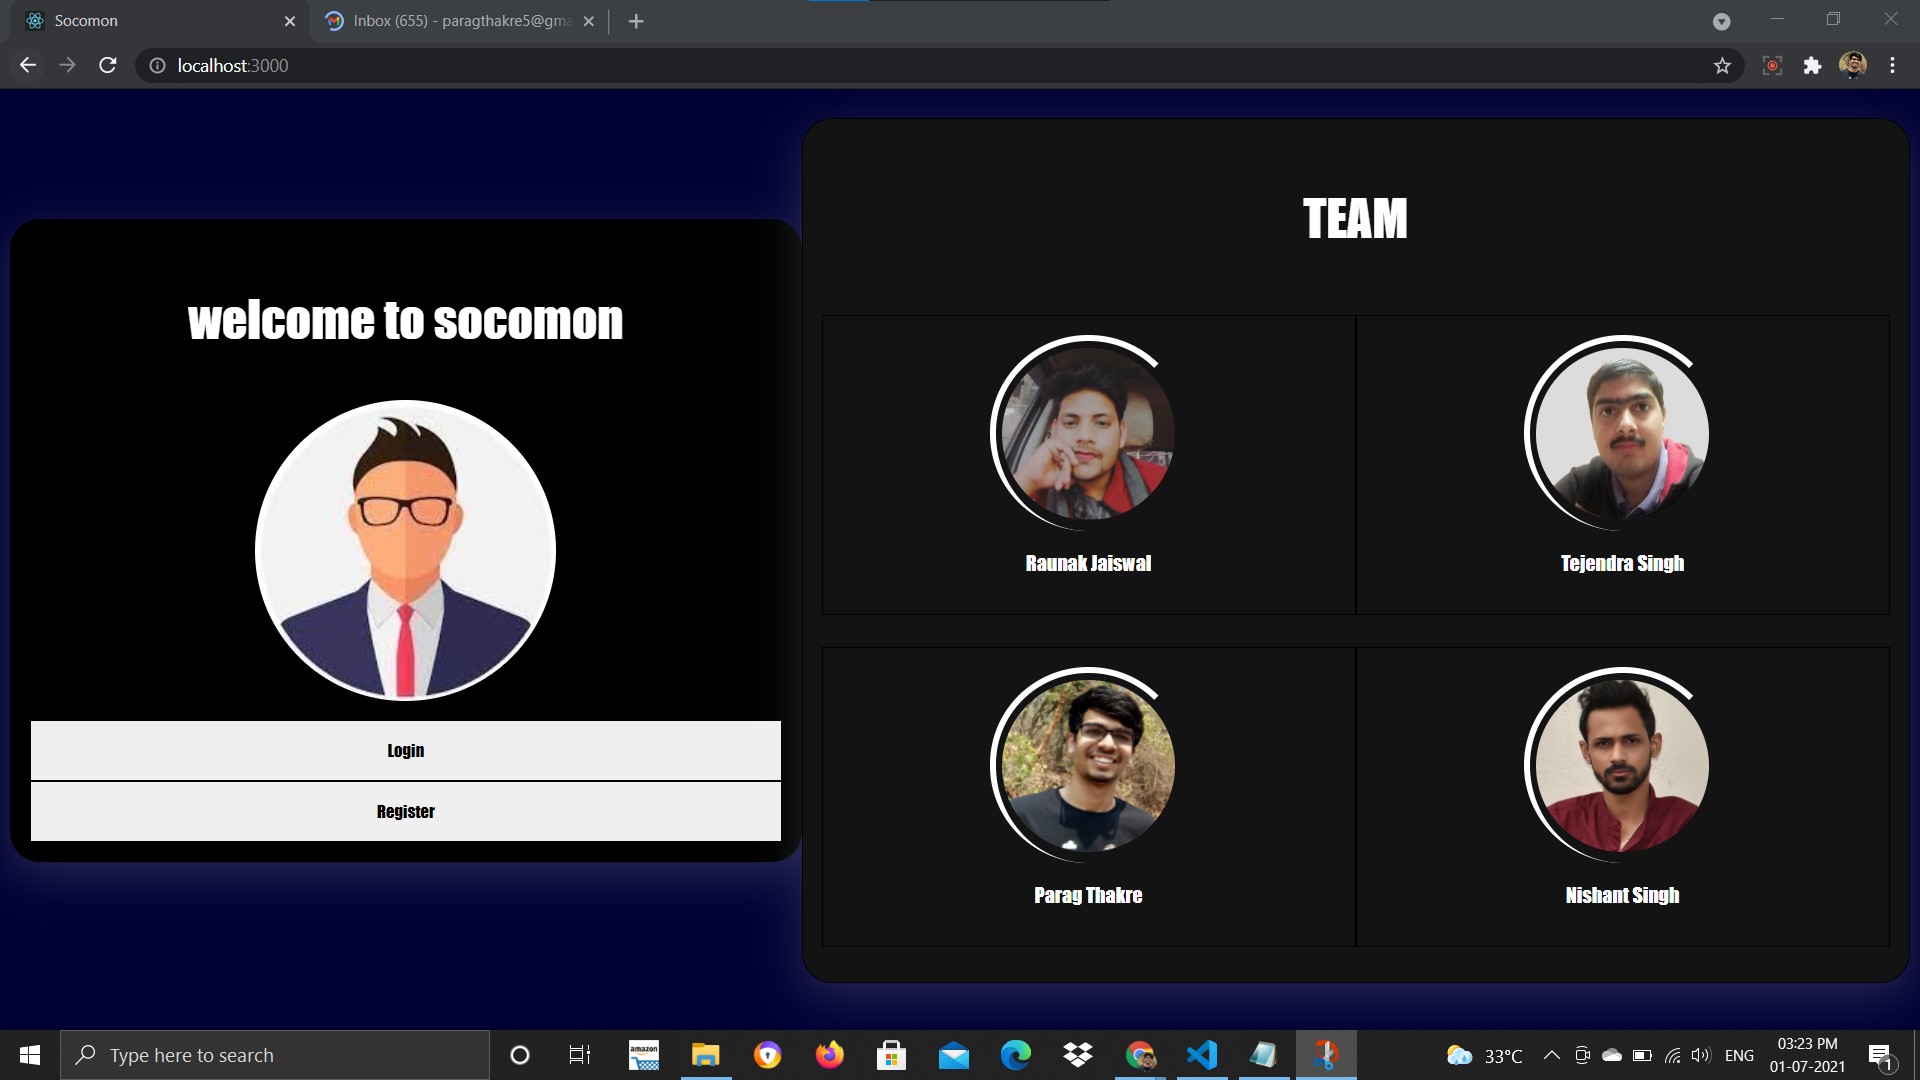 Socomon
Inbox (655) - paragthakre5@gma
localhost:3000
welcome to socomon
Login
Register
TEAM
Raunak Jaiswal
Tejendra Singh
Parag Thakre
Nishant Singh
Type here to search
amazon
33°C
ENG
03:23 PM
01-07-2021
1